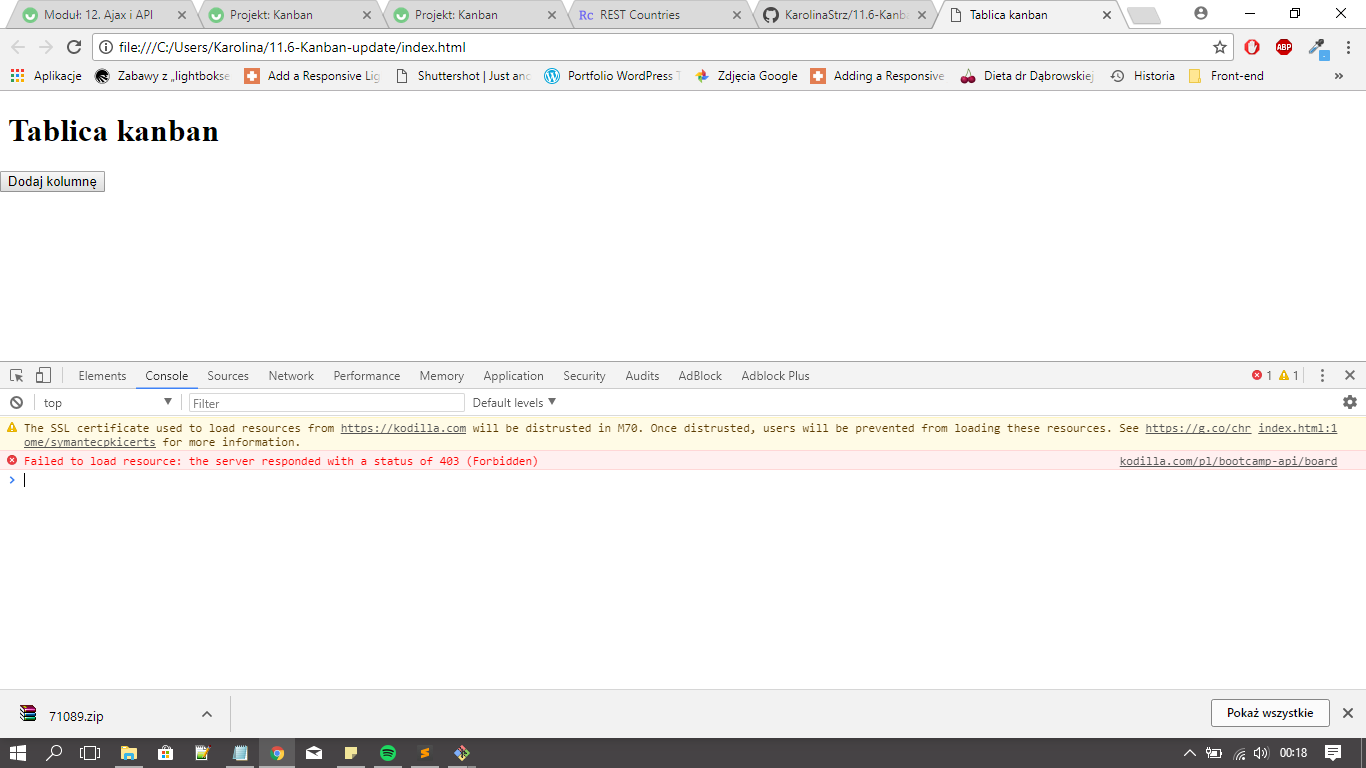 Moduł: 12. Ajax i API
Projekt: Kanban
Projekt: Kanban
Rc REST Countries
KarolinaStrz/11.6-Kanba
Tablica kanban
file:///C:/Users/Karolina/11.6-Kanban-update/index.html
ABP
Aplikacje
Zabawy z „lightbokse
Add a Responsive Lig
Shuttershot | Just anc
Portfolio WordPress T
Zdjęcia Google
Adding a Responsive
Dieta dr Dąbrowskiej
Historia
Front-end
»
Tablica kanban
Dodaj kolumnę
Elements Console Sources Network Performance Memory Application Security Audits AdBlock Adblock Plus 1 1
top Filter Default levels
The SSL certificate used to load resources from https://kodilla.com will be distrusted in M70. Once distrusted, users will be prevented from loading these resources. See https://g.co/chr index.html:1
ome/symantecpkicerts for more information.
Failed to load resource: the server responded with a status of 403 (Forbidden) kodilla.com/pl/bootcamp-api/board
71089.zip
Pokaż wszystkie
00:18